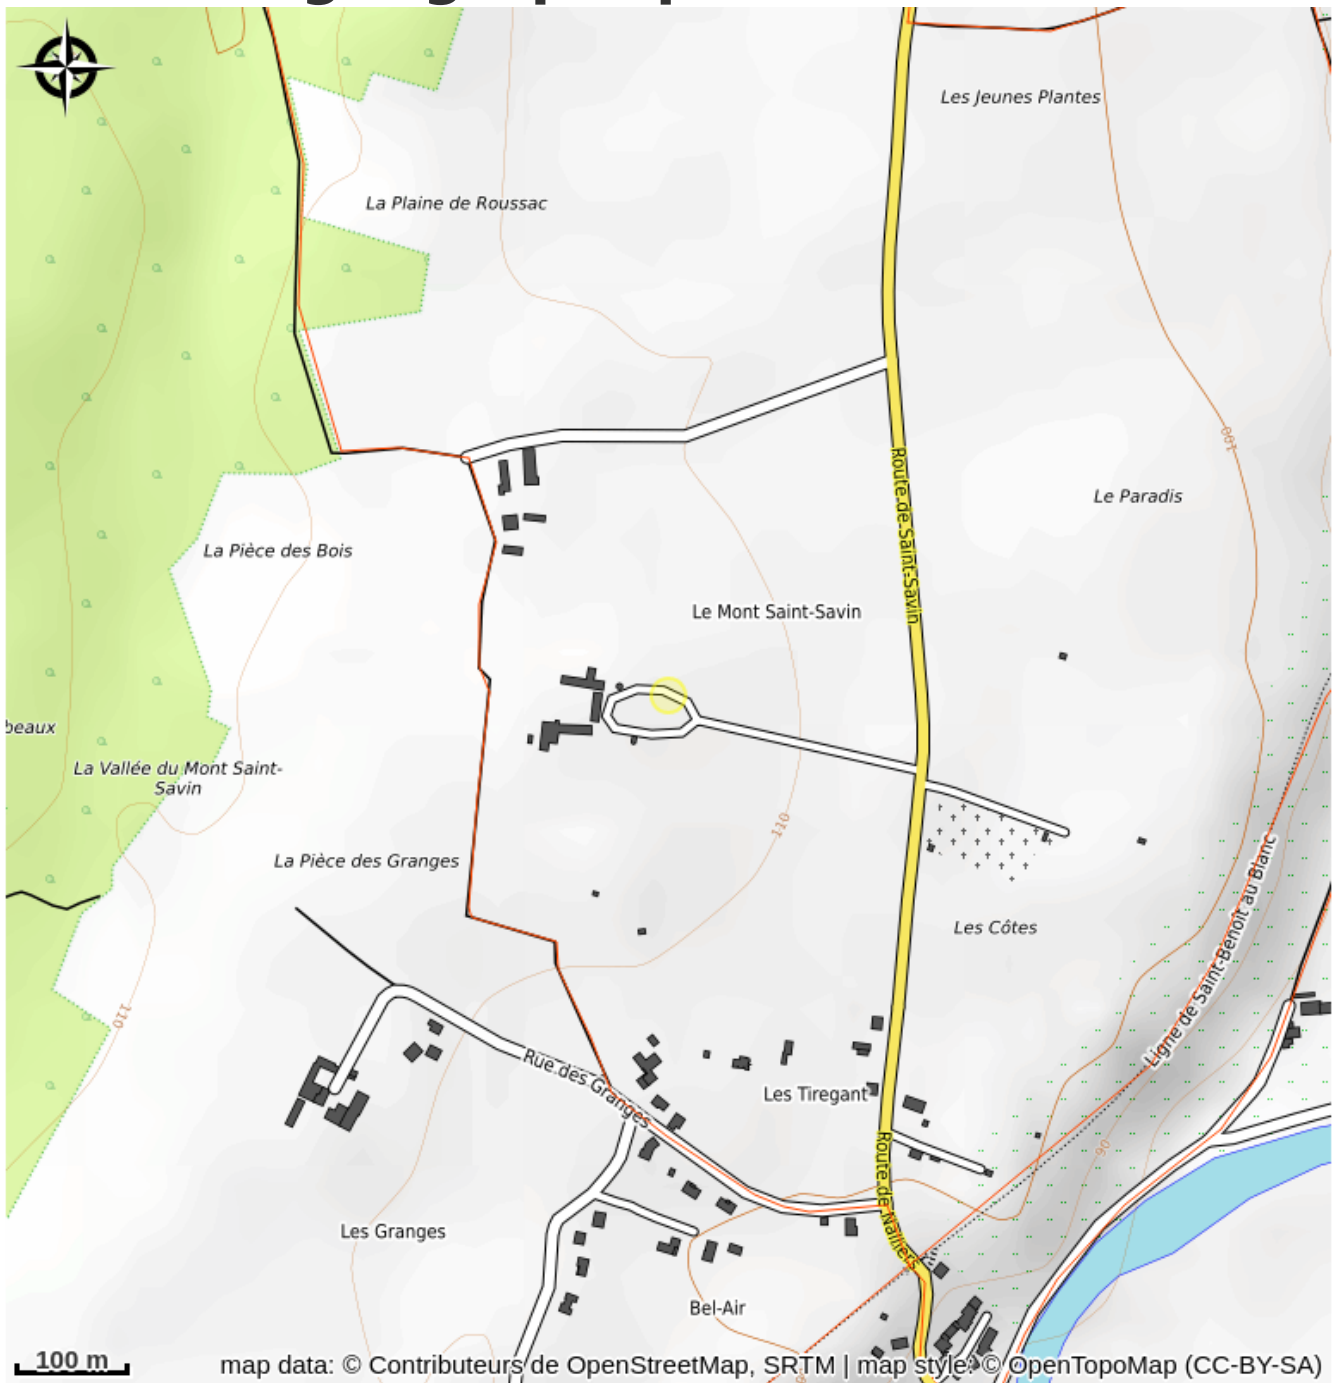 Les Jeunes Plantes
La Plaine de Roussac
Route de Saint-Savin
100
Le Paradis
La Pièce des Bois
Le Mont Saint-Savin
beaux
La Vallée du Mont Saint-
Savin
110
La Pièce des Granges
Les Côtes
Ligne de Saint-Benoît au Blanc
110
Rue des Granges
Les Tiregant
90
Route de Nalliers
Les Granges
Bel-Air
100 m
map data: © Contributeurs de OpenStreetMap, SRTM | map style: © OpenTopoMap (CC-BY-SA)